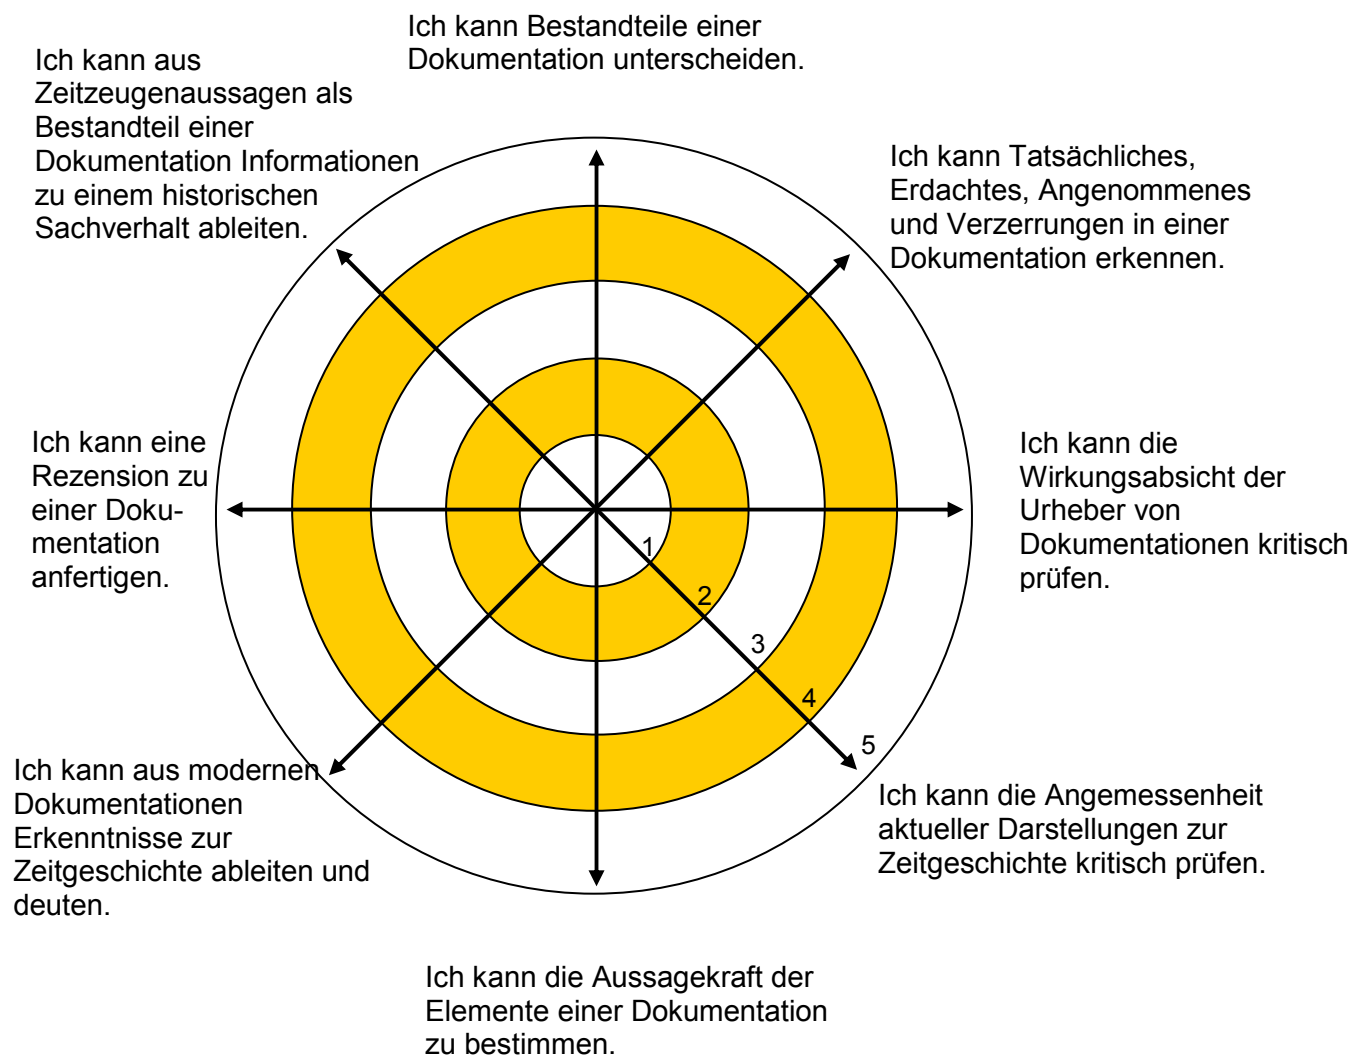 Ich kann Bestandteile einer
Dokumentation unterscheiden.
Ich kann aus
Zeitzeugenaussagen als
Bestandteil einer
Dokumentation Informationen
zu einem historischen
Sachverhalt ableiten.
Ich kann Tatsächliches,
Erdachtes, Angenommenes
und Verzerrungen in einer
Dokumentation erkennen.
Ich kann eine
Rezension zu
einer Doku-
mentation
anfertigen.
Ich kann die
Wirkungsabsicht der
Urheber von
Dokumentationen kritisch
prüfen.
1
2
3
4
5
Ich kann aus modernen
Dokumentationen
Erkenntnisse zur
Zeitgeschichte ableiten und
deuten.
Ich kann die Angemessenheit
aktueller Darstellungen zur
Zeitgeschichte kritisch prüfen.
Ich kann die Aussagekraft der
Elemente einer Dokumentation
zu bestimmen.